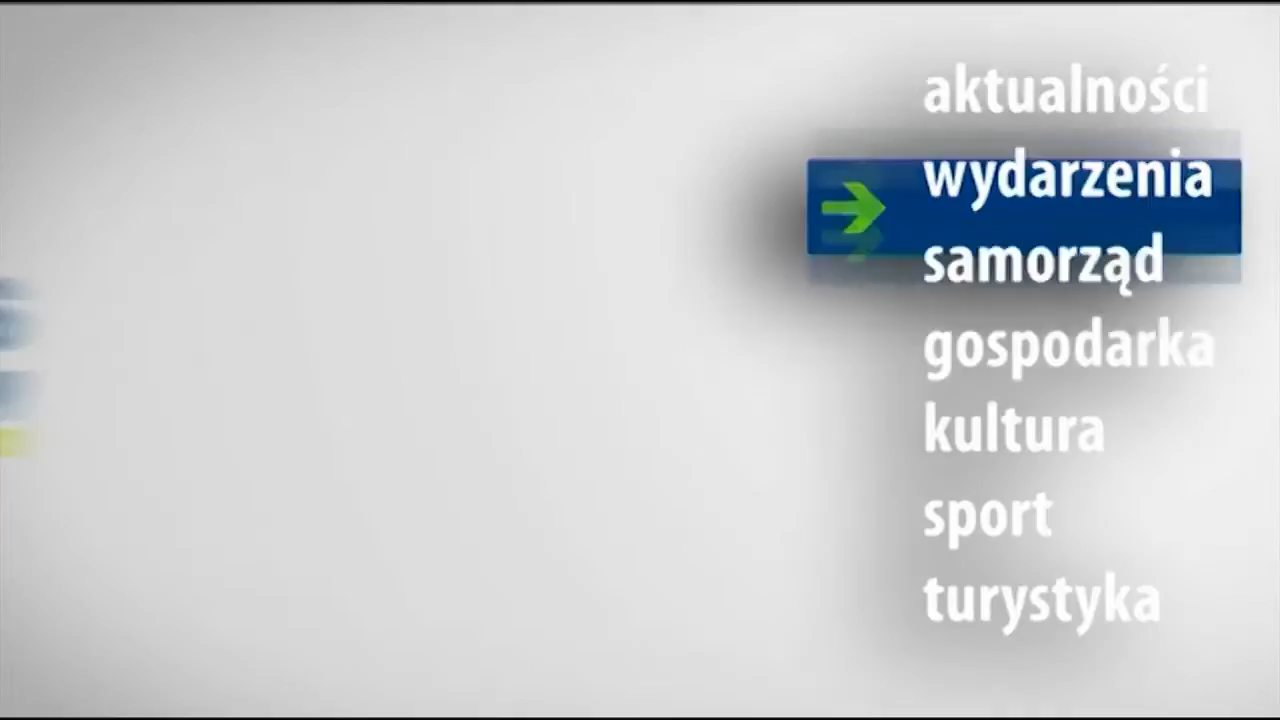 aktualności
wydarzenia
samorząd
gospodarka
kultura
sport
turystyka